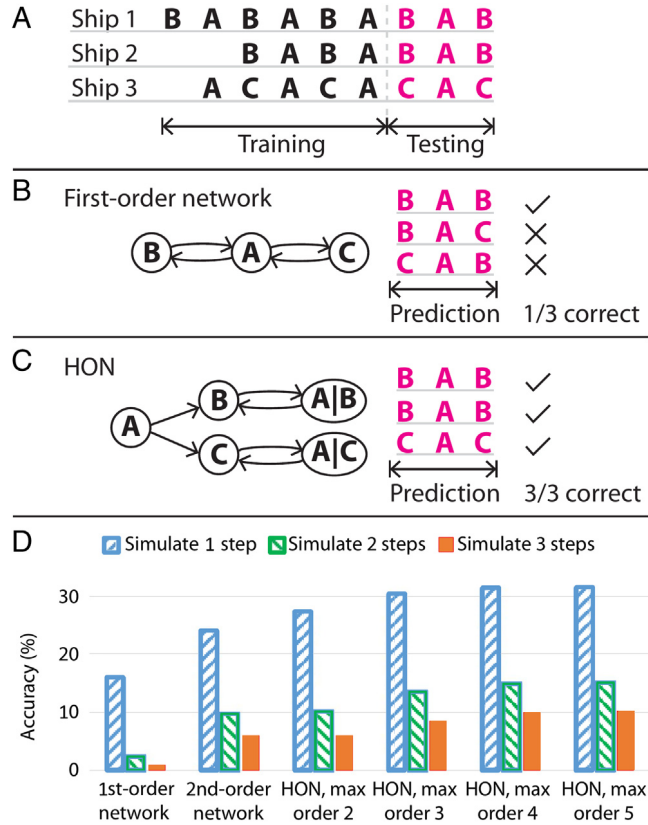 A
Ship 1 B A B A B A B A B
Ship 2 B A B A B A B
Ship 3 A C A C A C A C
Training Testing
B First-order network
B A B
B A C
C A B
B A C
Prediction 1/3 correct
C HON
B A B
B A B
C A C
A B A|B
C A|C
Prediction 3/3 correct
D
Simulate 1 step Simulate 2 steps Simulate 3 steps
Accuracy (%)
30
20
10
0
1st-order network
2nd-order network
HON, max order 2
HON, max order 3
HON, max order 4
HON, max order 5